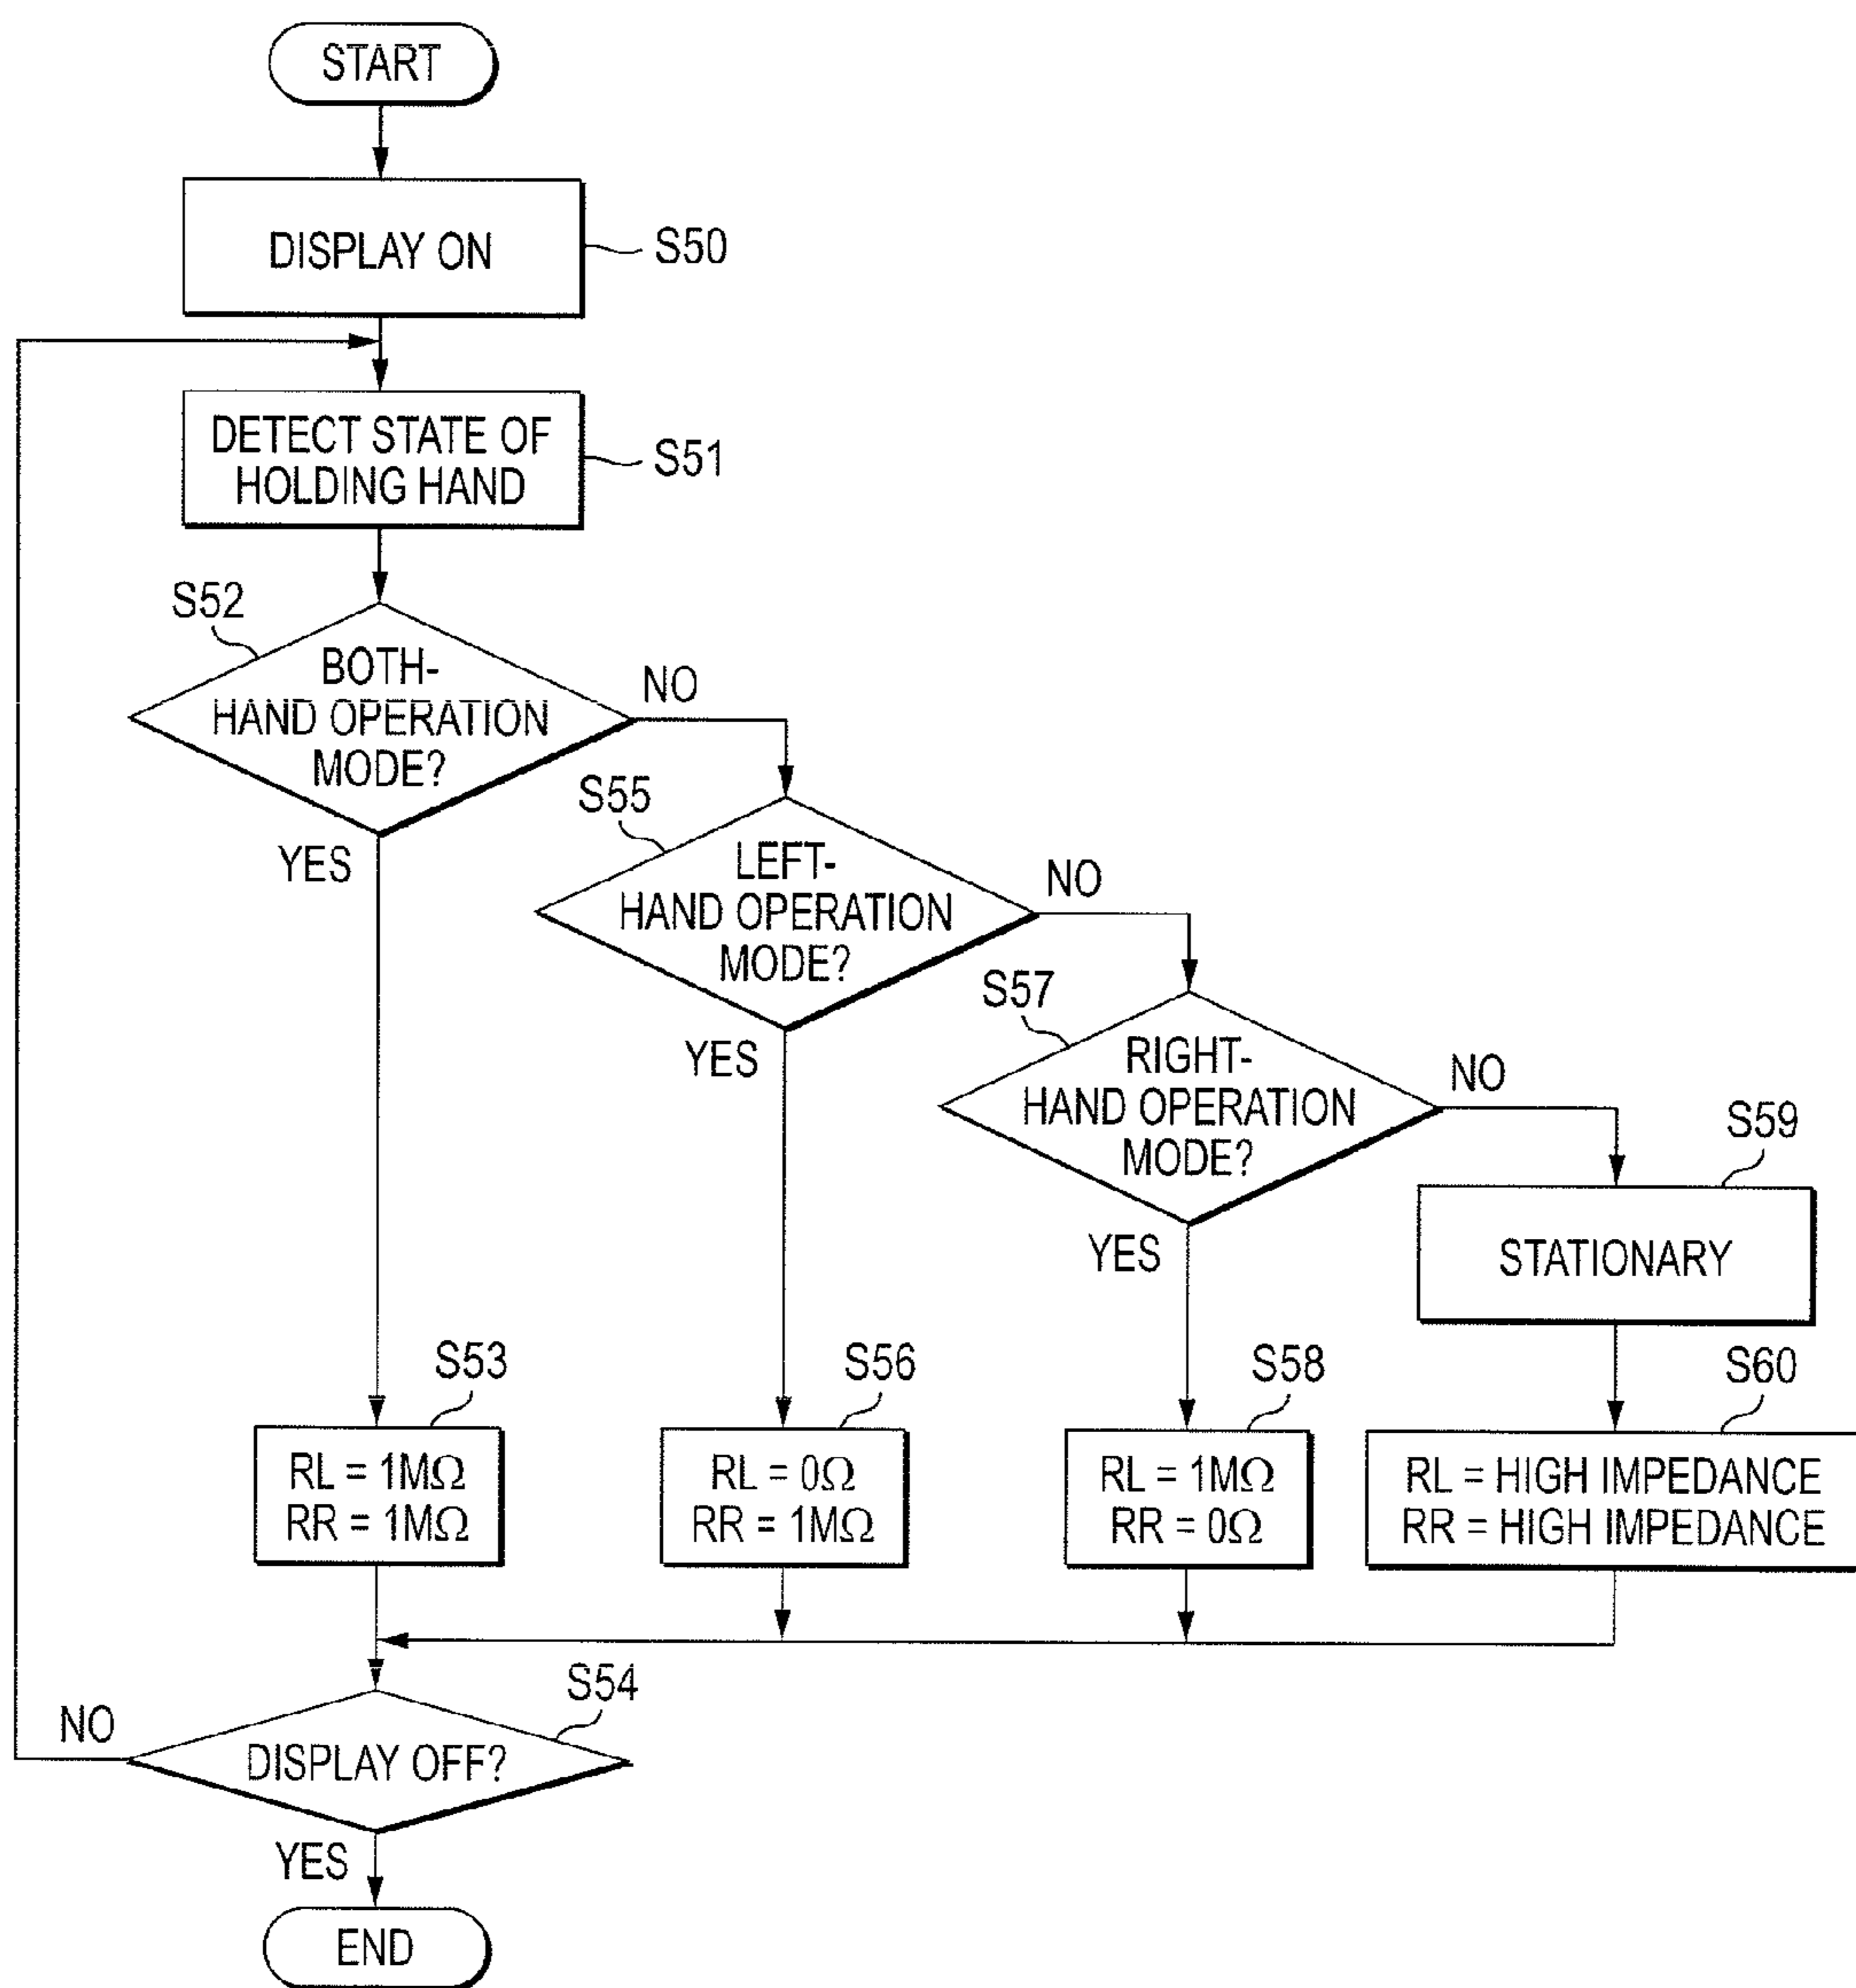 START
DISPLAY ON
S50
DETECT STATE OF
HOLDING HAND
S51
S52
BOTH-
HAND OPERATION
MODE?
NO
YES
S55
LEFT-
HAND OPERATION
MODE?
NO
YES
S57
RIGHT-
HAND OPERATION
MODE?
NO
YES
S59
STATIONARY
S53
RL = 1MΩ
RR = 1MΩ
S56
RL = 0Ω
RR = 1MΩ
S58
RL = 1MΩ
RR = 0Ω
S60
RL = HIGH IMPEDANCE
RR = HIGH IMPEDANCE
S54
DISPLAY OFF?
NO
YES
END